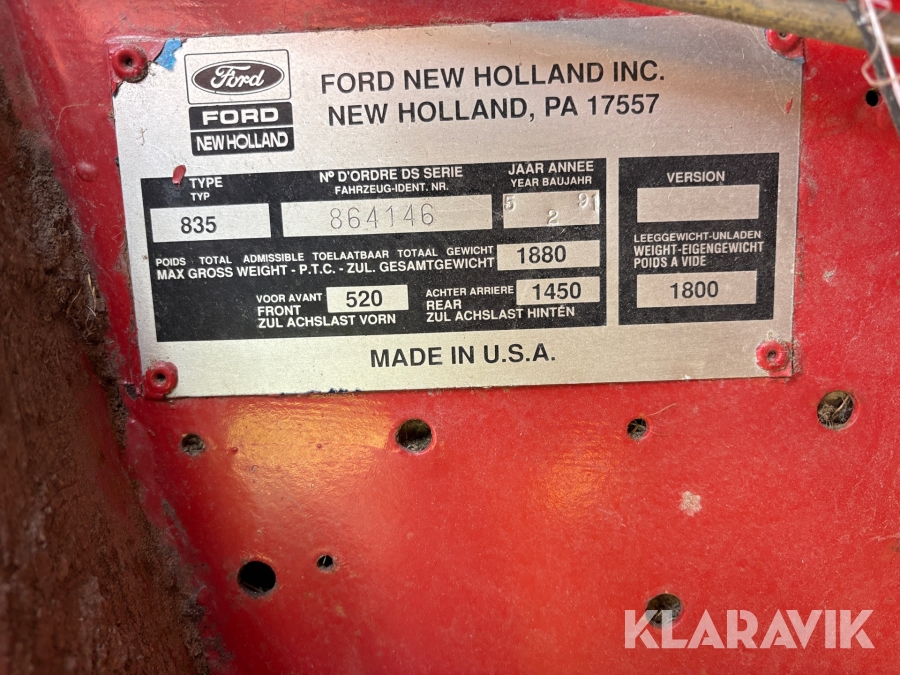 Ford
FORD
NEW HOLLAND
FORD NEW HOLLAND INC.
NEW HOLLAND, PA 17557
TYPE
TYP
835
Nº D'ORDRE DS SERIE
FAHRZEUG-IDENT. NR.
864146
JAAR ANNEE
YEAR BAUJAHR
5 2 91
POIDS TOTAL ADMISSIBLE TOELAATBAAR TOTAAL GEWICHT
MAX GROSS WEIGHT - P.T.C. - ZUL. GESAMTGEWICHT
1880
VOOR AVANT
FRONT
ZUL ACHSLAST VORN
520
ACHTER ARRIERE
REAR
ZUL ACHSLAST HINTEN
1450
VERSION
LEEGGEWICHT-UNLADEN
WEIGHT-EIGENGEWICHT
POIDS A VIDE
1800
MADE IN U.S.A.
KLARAVIK